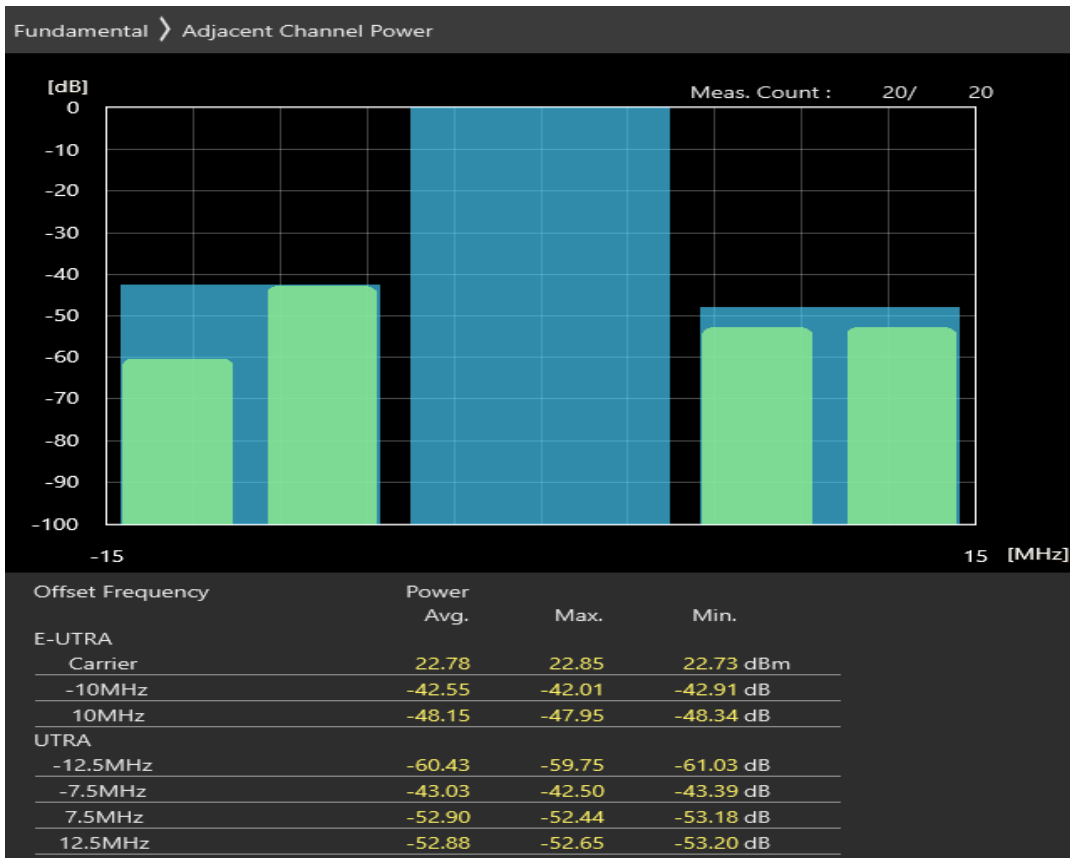 Fundamental 〉 Adjacent Channel Power
[dB]
Meas. Count : 20/ 20
0
-10
-20
-30
-40
-50
-60
-70
-80
-90
-100
-15 15 [MHz]
Offset Frequency Power
Avg. Max. Min.
E-UTRA
Carrier 22.78 22.85 22.73 dBm
-10MHz -42.55 -42.01 -42.91 dB
10MHz -48.15 -47.95 -48.34 dB
UTRA
-12.5MHz -60.43 -59.75 -61.03 dB
-7.5MHz -43.03 -42.50 -43.39 dB
7.5MHz -52.90 -52.44 -53.18 dB
12.5MHz -52.88 -52.65 -53.20 dB